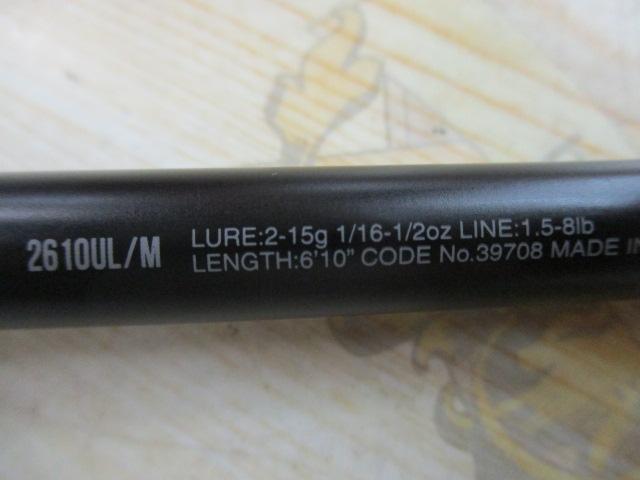 2610UL/M
LURE:2-15g 1/16-1/2oz LINE:1.5-8lb
LENGTH:6'10" CODE No.39708 MADE IN